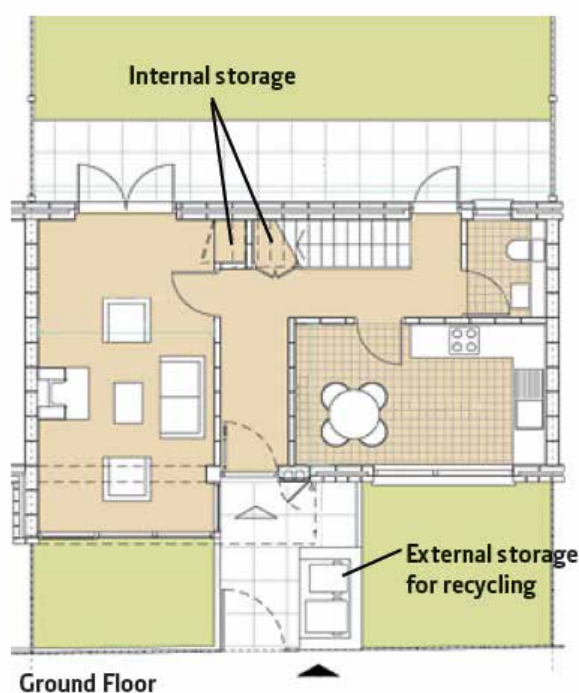 Internal storage
External storage
for recycling
Ground Floor